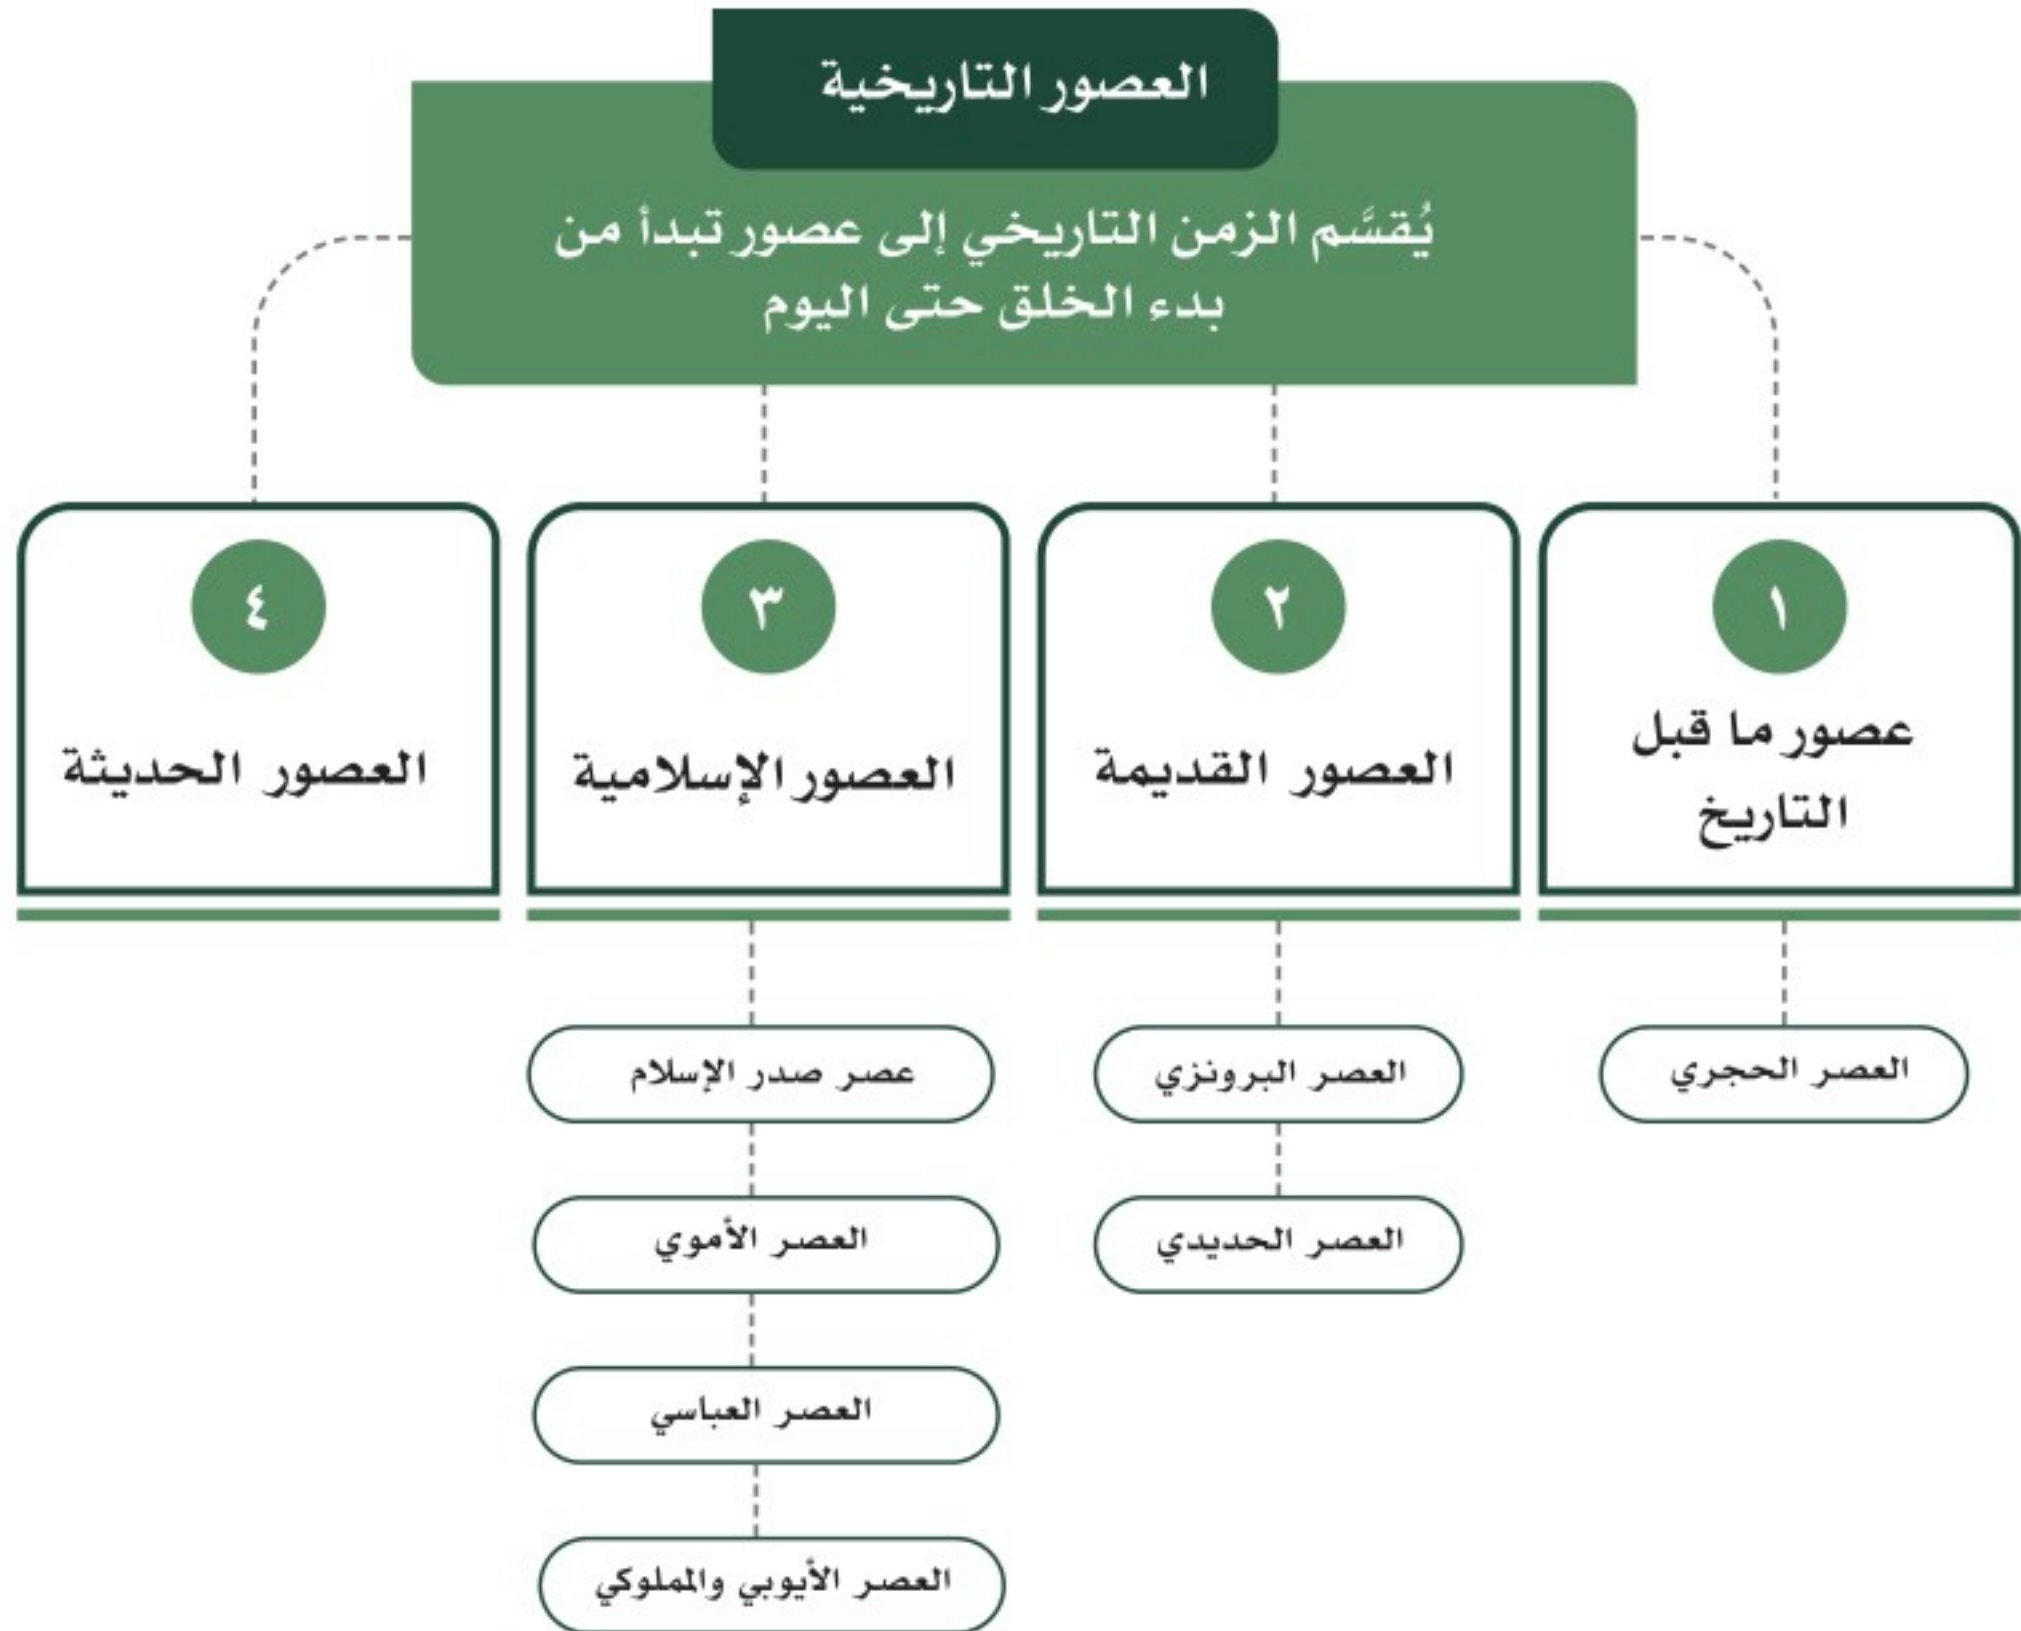 العصور التاريخية
يُقسَّم الزمن التاريخي إلى عصور تبدأ من
بدء الخلق حتى اليوم
١
عصور ما قبل
التاريخ
العصر الحجري
٢
العصور القديمة
العصر البرونزي
العصر الحديدي
٣
العصور الإسلامية
عصر صدر الإسلام
العصر الأموي
العصر العباسي
العصر الأيوبي والمملوكي
٤
العصور الحديثة